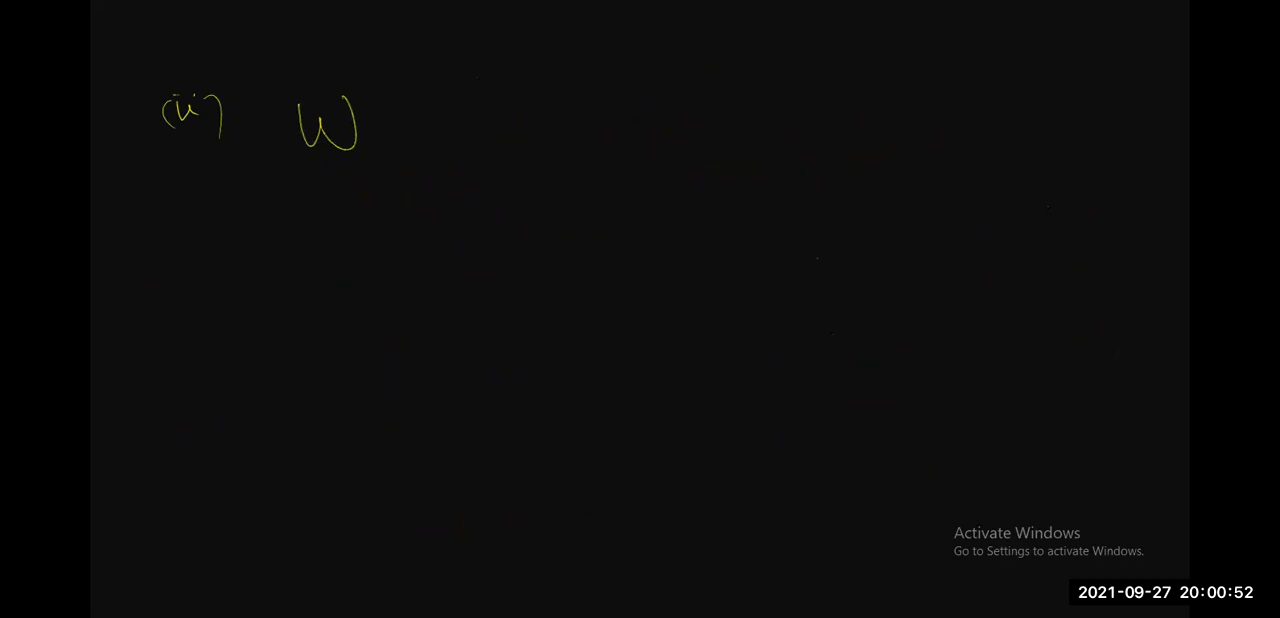 (ii) W
Activate Windows
Go to Settings to activate Windows.
2021-09-27 20:00:52